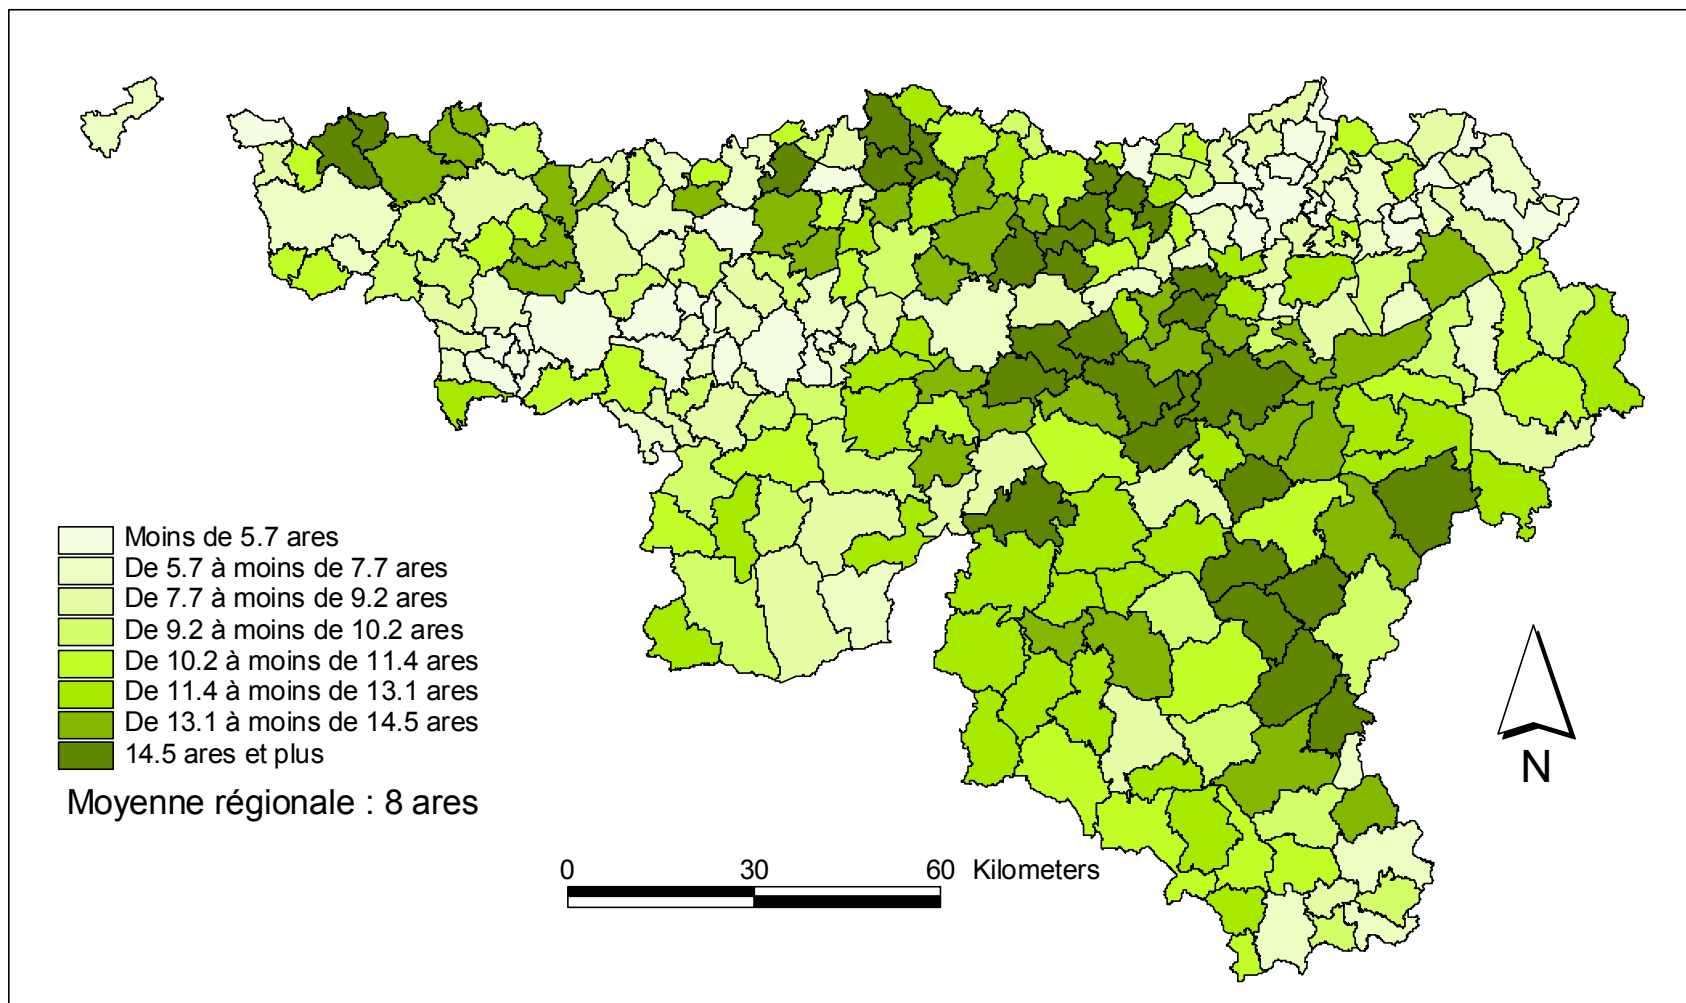 Moins de 5.7 ares
De 5.7 à moins de 7.7 ares
De 7.7 à moins de 9.2 ares
De 9.2 à moins de 10.2 ares
De 10.2 à moins de 11.4 ares
De 11.4 à moins de 13.1 ares
De 13.1 à moins de 14.5 ares
14.5 ares et plus
Moyenne régionale : 8 ares
0 30 60 Kilometers
N